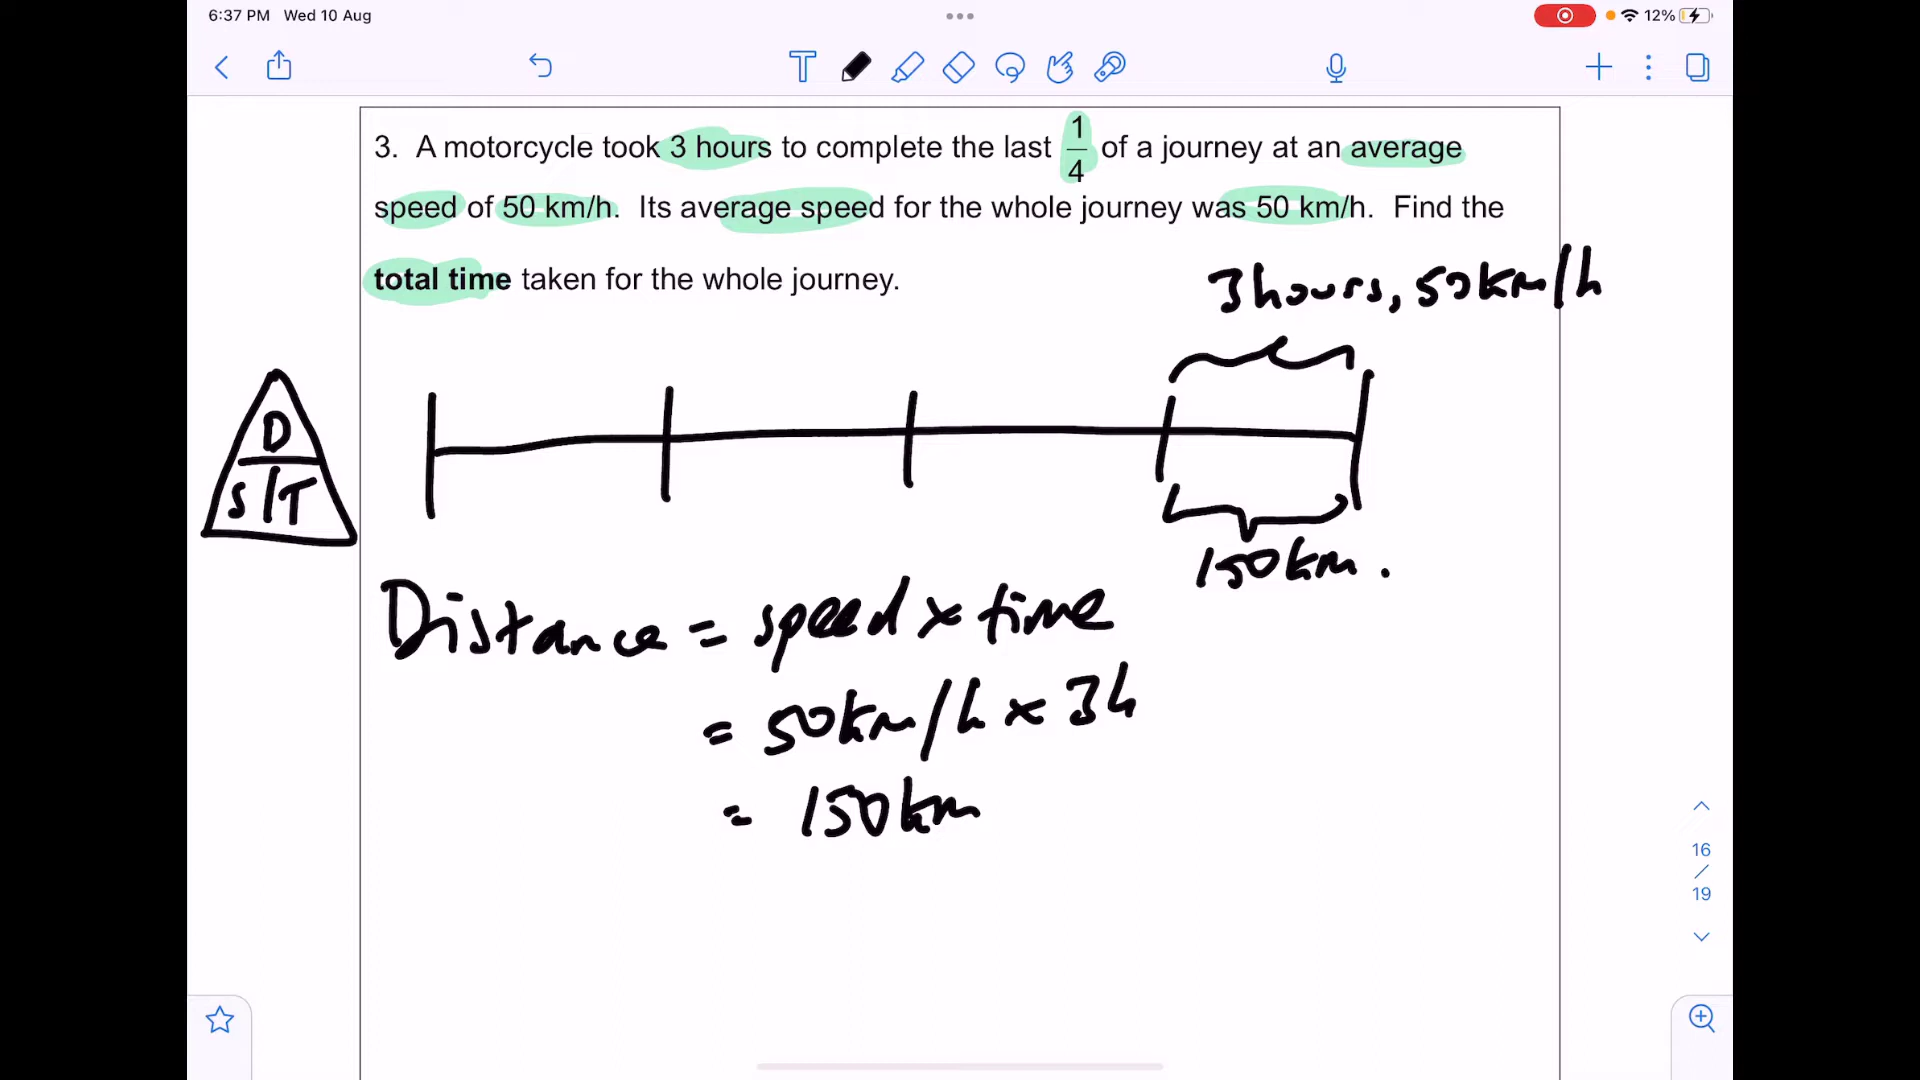 6:37 PM Wed 10 Aug
12%
3. A motorcycle took 3 hours to complete the last 1/4 of a journey at an average
speed of 50 km/h. Its average speed for the whole journey was 50 km/h. Find the
total time taken for the whole journey.
3 hours, 50km/h
D
S/T
150km.
Distance = speed x time
= 50km/h x 3h
= 150km
16
/
19